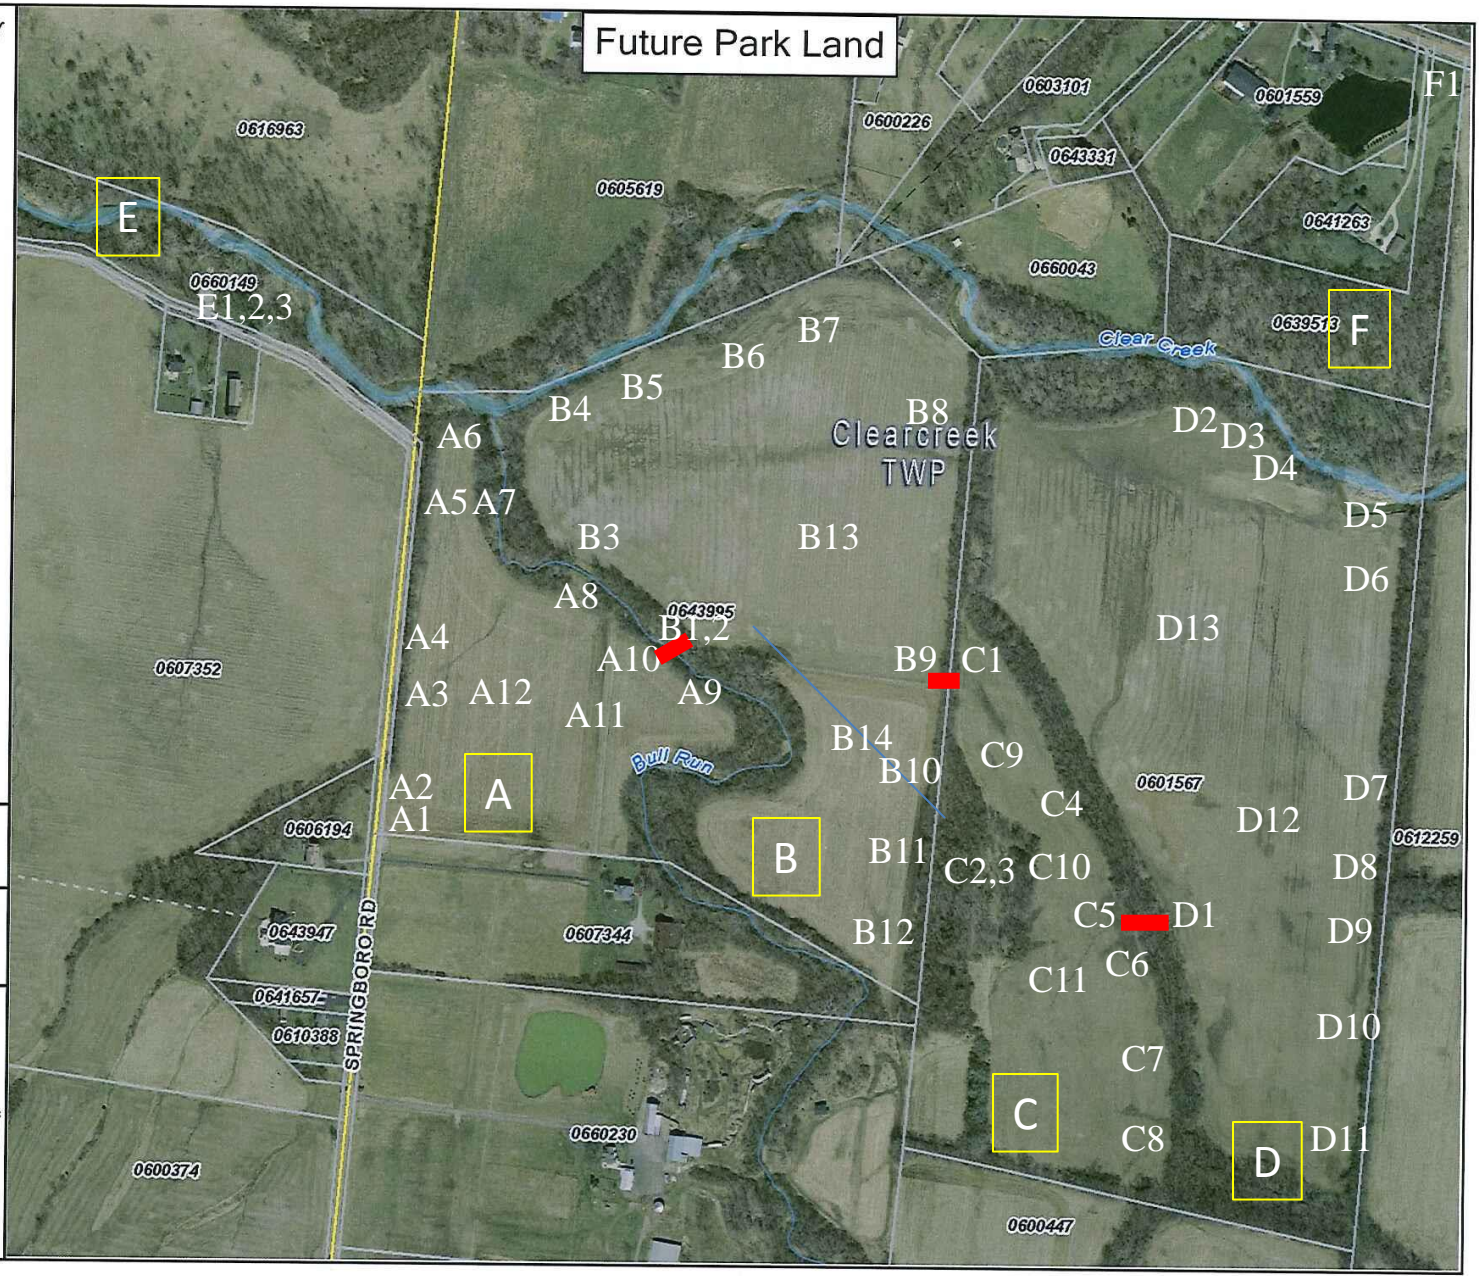 Future Park Land
F1
0603101
0601559
0600226
0616963
0643331
0605619
E
0641263
0660043
0660149
E1,2,3
B7
0639513
F
Clear Creek
B6
B5
B4
B8
D2
A6
Clearcreek
TWP
D3
D4
A5
A7
D5
B3
B13
D6
A8
0643995
B1,2
D13
A4
A10
B9
C1
0607352
A3
A12
A9
A11
B14
C9
Bull Run
B10
0601567
A2
A
C4
D7
A1
D12
0606194
0612259
B
B11
C2,3
C10
D8
C5
D1
0643947
0607344
B12
D9
C6
C11
0641657
SPRINGBORO RD
0610388
D10
C7
C
0660230
C8
D11
D
0600374
0600447